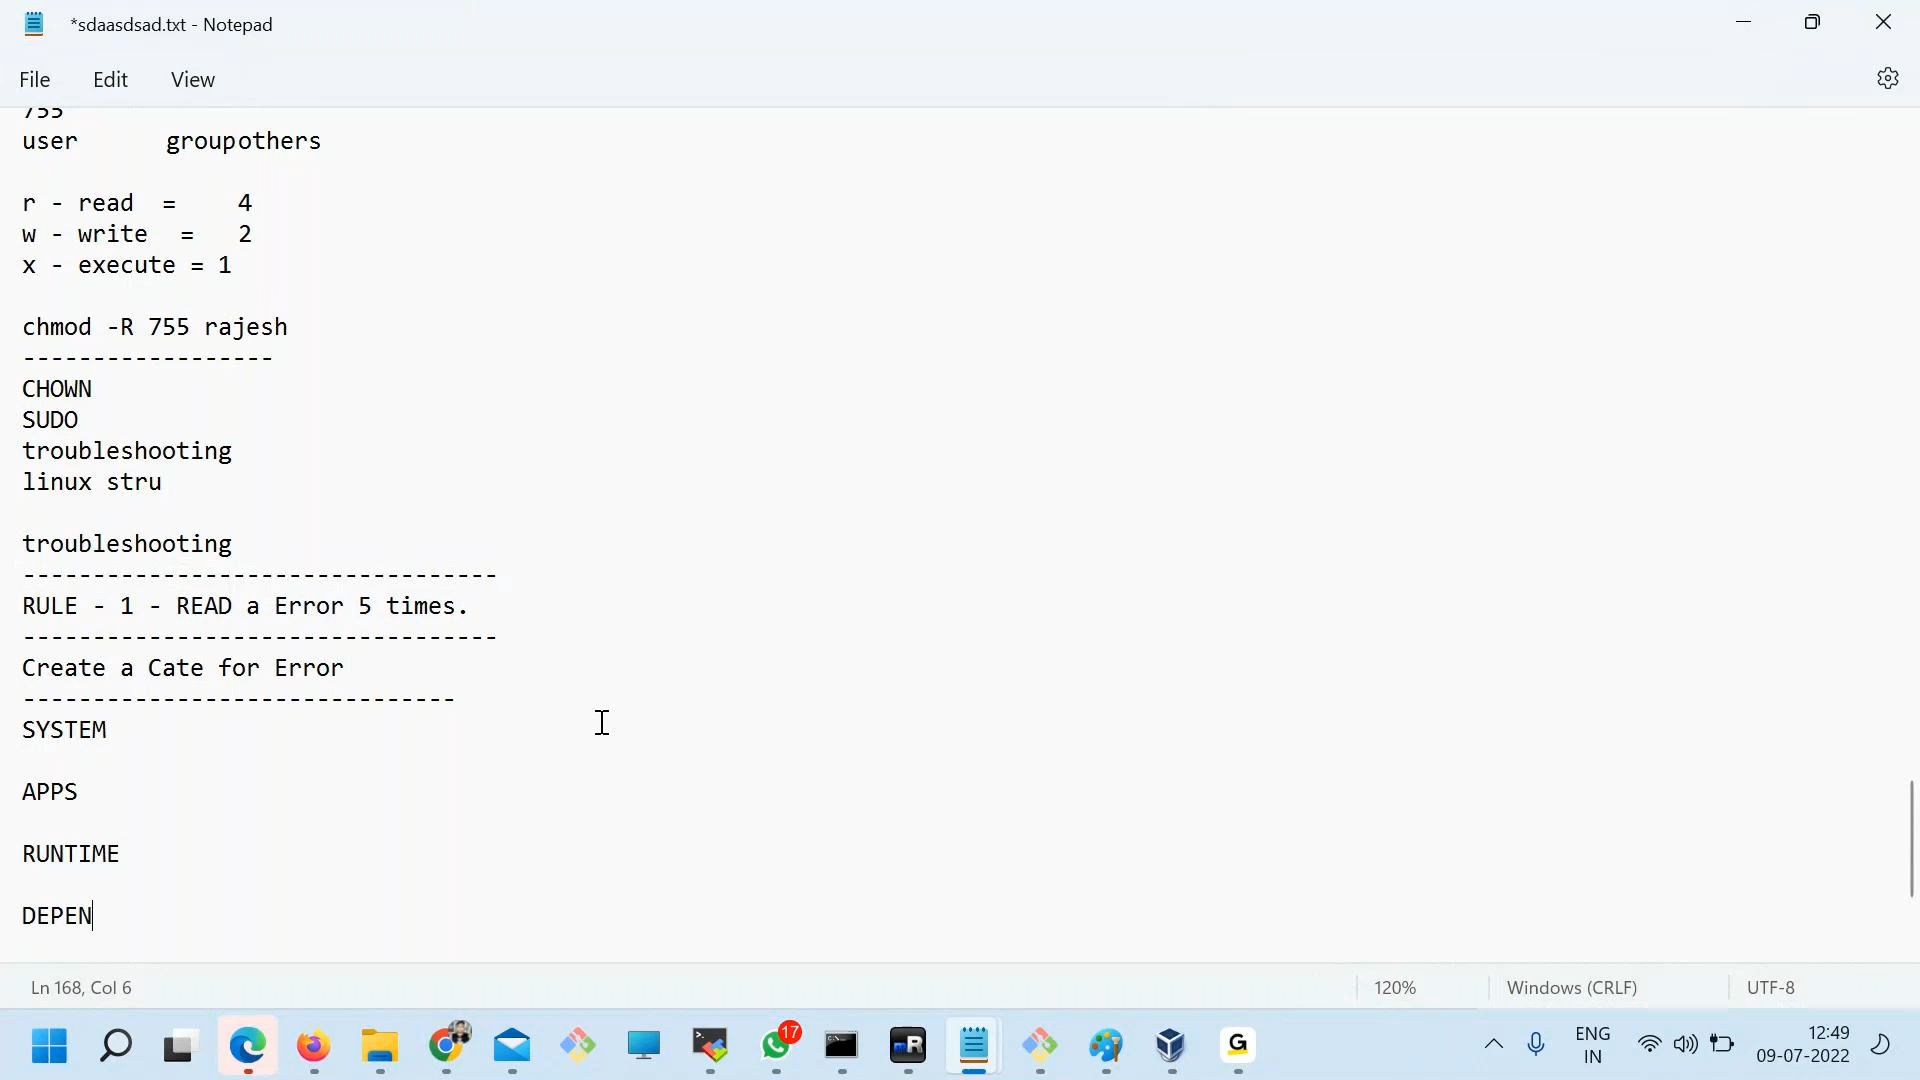 *sdaasdsad.txt - Notepad
File Edit View
755
user groupothers
r - read = 4
w - write = 2
x - execute = 1
chmod -R 755 rajesh
------------------
CHOWN
SUDO
troubleshooting
linux stru
troubleshooting
----------------------------------
RULE - 1 - READ a Error 5 times.
----------------------------------
Create a Cate for Error
-------------------------------
SYSTEM
APPS
RUNTIME
DEPEN
Ln 168, Col 6 120% Windows (CRLF) UTF-8
17
R
G
ENG
IN
12:49
09-07-2022